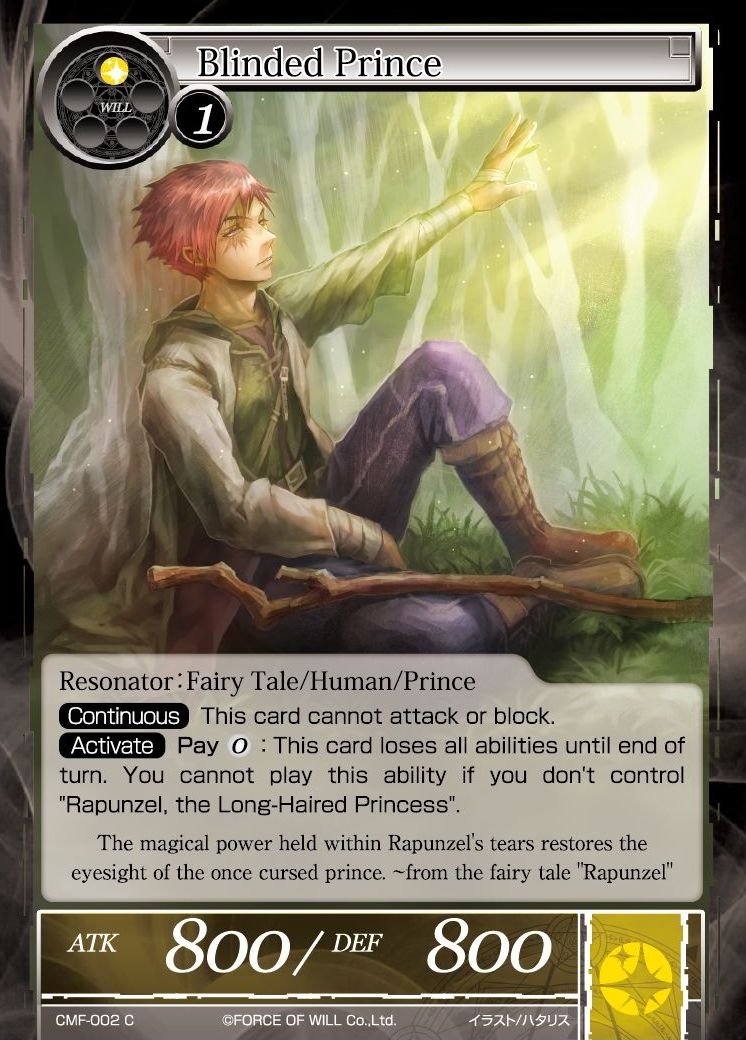 Blinded Prince
WILL
1
Resonator:Fairy Tale/Human/Prince
Continuous This card cannot attack or block.
Activate Pay 0 : This card loses all abilities until end of
turn. You cannot play this ability if you don't control
"Rapunzel, the Long-Haired Princess".
The magical power held within Rapunzel's tears restores the
eyesight of the once cursed prince. ~from the fairy tale "Rapunzel"
ATK 800 / DEF 800
CMF-002 C ©FORCE OF WILL Co.,Ltd. イラスト/ハタリス